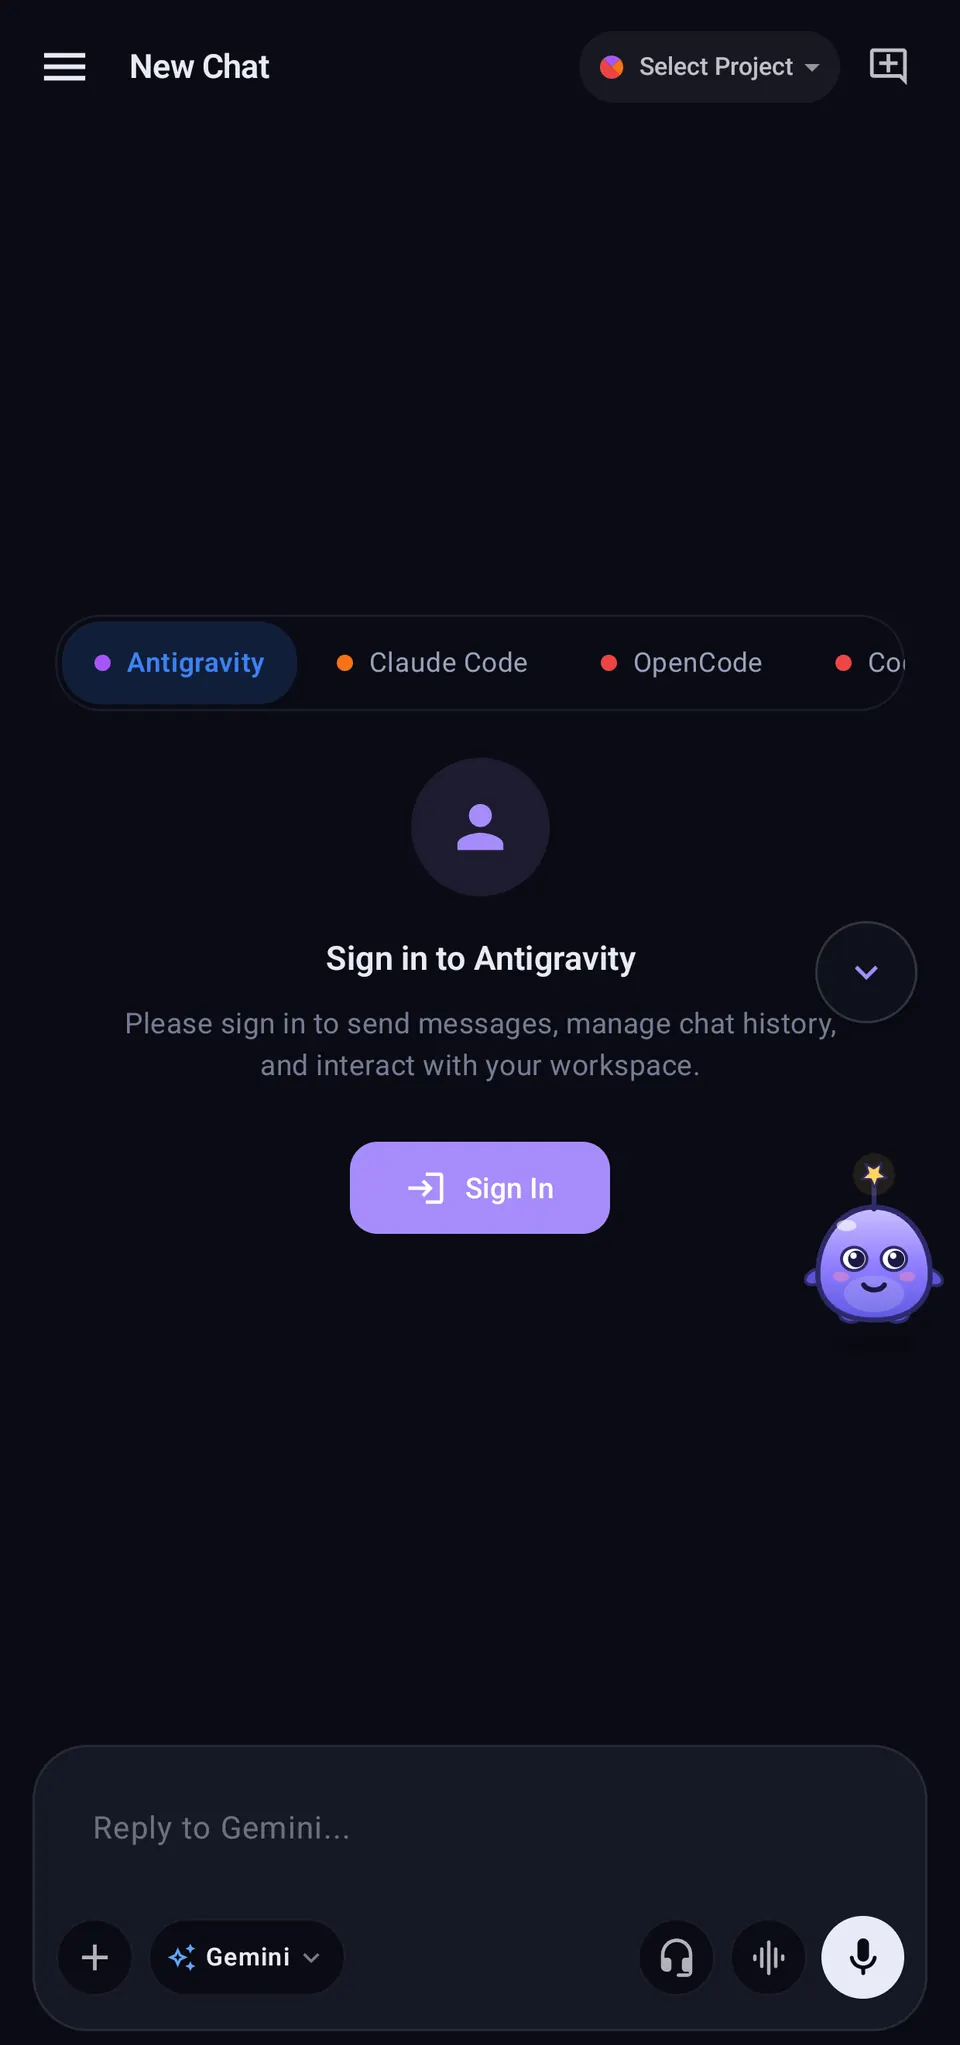 New Chat
Select Project
Antigravity
Claude Code
OpenCode
Sign in to Antigravity
Please sign in to send messages, manage chat history,
and interact with your workspace.
Sign In
Reply to Gemini...
Gemini